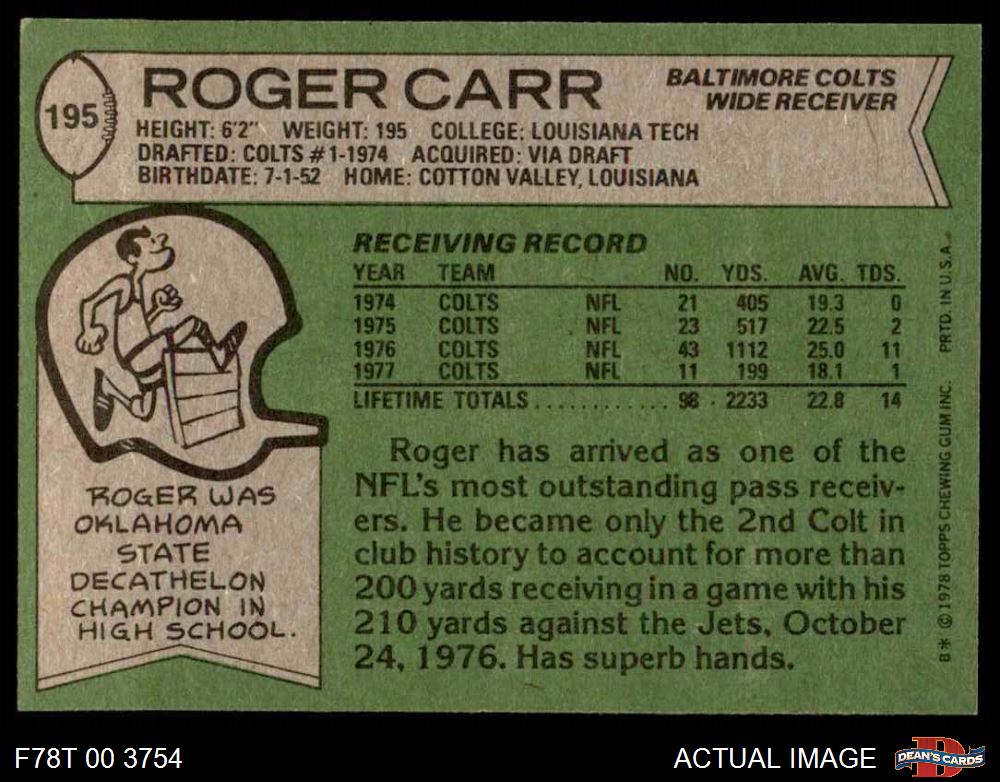 195
ROGER CARR
BALTIMORE COLTS
WIDE RECEIVER
HEIGHT: 6'2" WEIGHT: 195 COLLEGE: LOUISIANA TECH
DRAFTED: COLTS #1-1974 ACQUIRED: VIA DRAFT
BIRTHDATE: 7-1-52 HOME: COTTON VALLEY, LOUISIANA
RECEIVING RECORD
YEAR TEAM NO. YDS. AVG. TDS.
1974 COLTS NFL 21 405 19.3 0
1975 COLTS NFL 23 517 22.5 2
1976 COLTS NFL 43 1112 25.0 11
1977 COLTS NFL 11 199 18.1 1
LIFETIME TOTALS............ 98 2233 22.8 14
Roger has arrived as one of the
NFL's most outstanding pass receiv-
ers. He became only the 2nd Colt in
club history to account for more than
200 yards receiving in a game with his
210 yards against the Jets, October
24, 1976. Has superb hands.
ROGER WAS
OKLAHOMA
STATE
DECATHELON
CHAMPION IN
HIGH SCHOOL.
B* © 1978 TOPPS CHEWING GUM INC. PRTD. IN U.S.A.
F78T 00 3754
ACTUAL IMAGE
D
DEAN'S CARDS